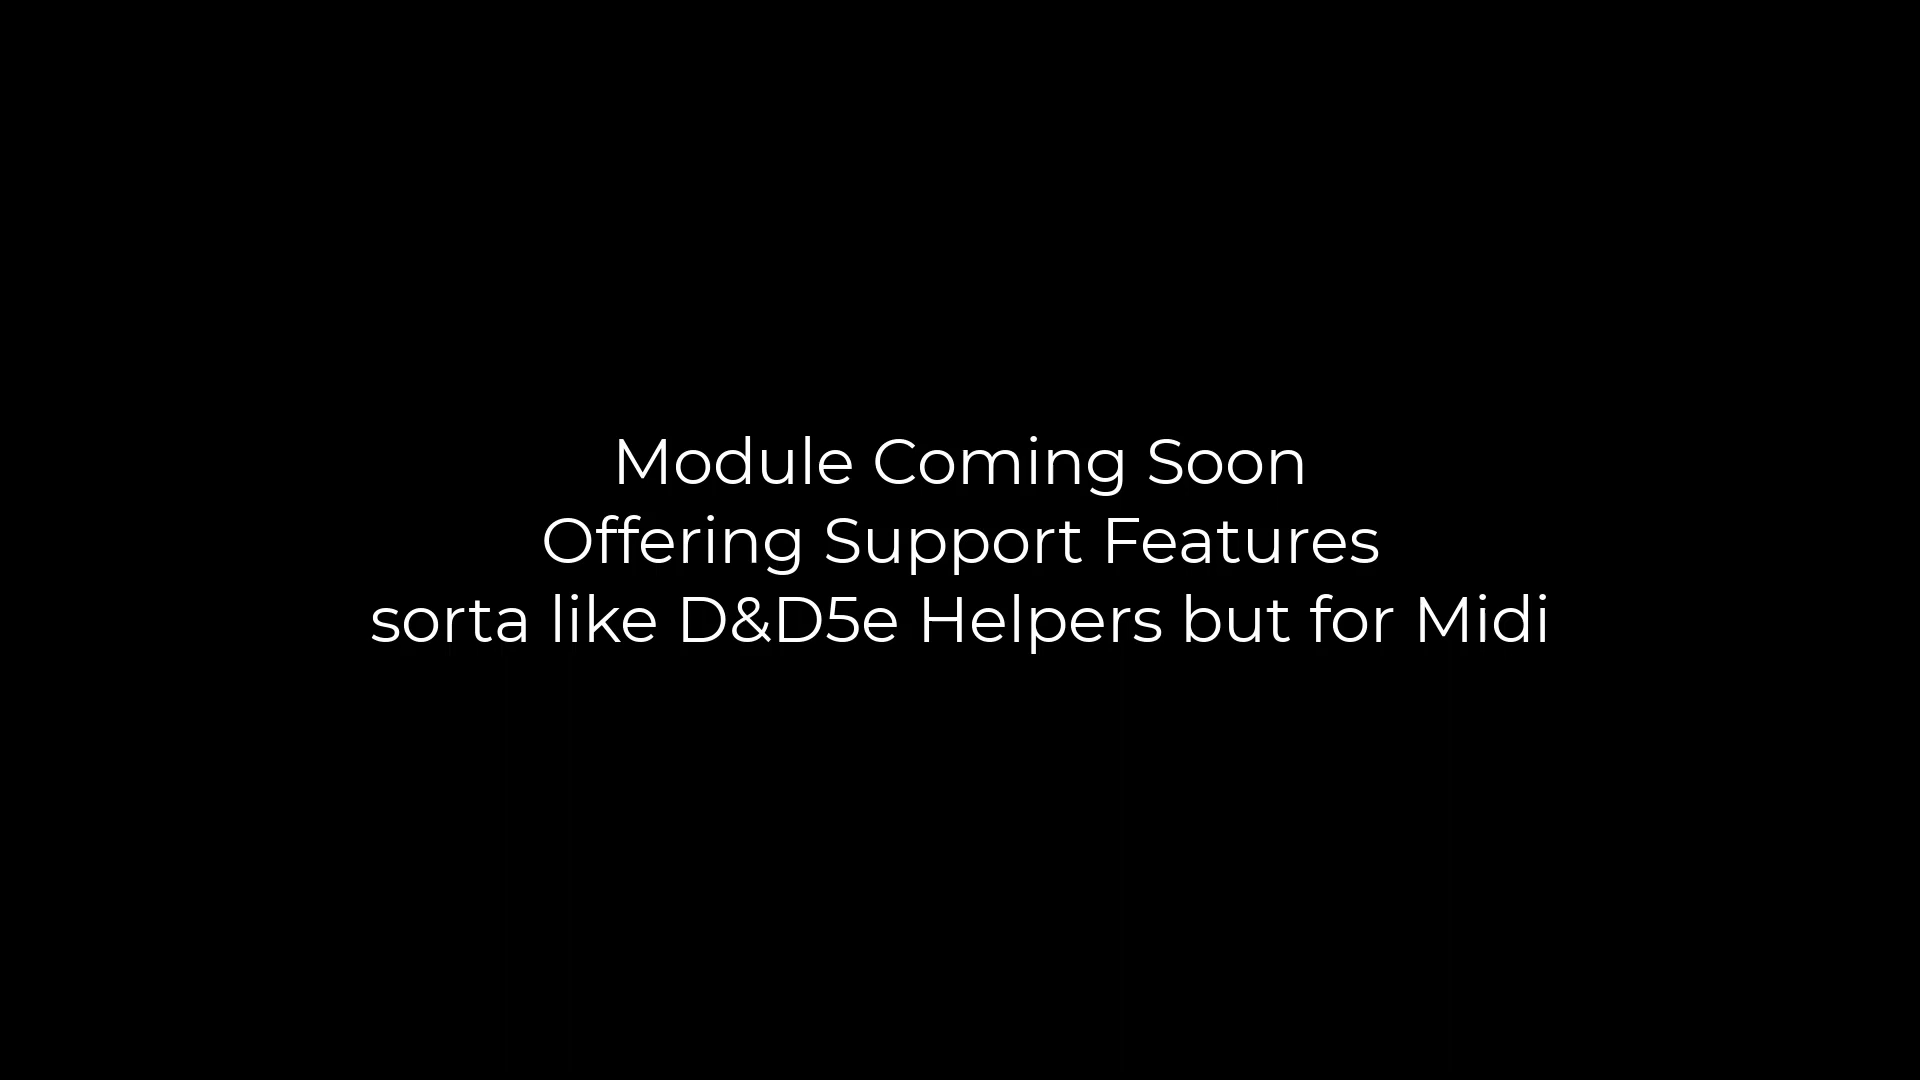 Module Coming Soon
Offering Support Features
sorta like D&D5e Helpers but for Midi